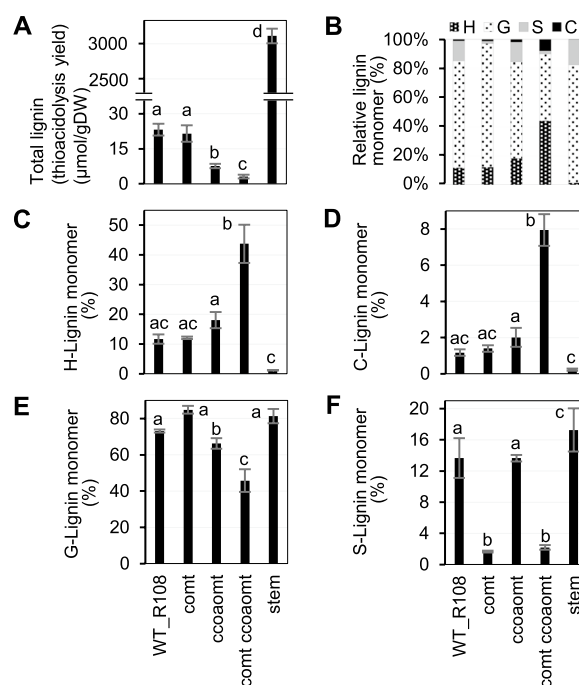 A
Total lignin
(thioacidolysis yield)
(µmol/gDW)
3000
2500
30
15
0
a
a
b
c
d
B
H G S C
Relative lignin
monomer (%)
100%
80%
60%
40%
20%
0%
C
H-Lignin monomer
(%)
50
40
30
20
10
0
ac
ac
a
b
c
D
C-Lignin monomer
(%)
8
6
4
2
0
ac
ac
a
b
c
E
G-Lignin monomer
(%)
80
60
40
20
0
a
a
b
c
a
WT_R108
comt
ccoaomt
comt ccoaomt
stem
F
S-Lignin monomer
(%)
20
16
12
8
4
0
a
b
a
b
c
WT_R108
comt
ccoaomt
comt ccoaomt
stem